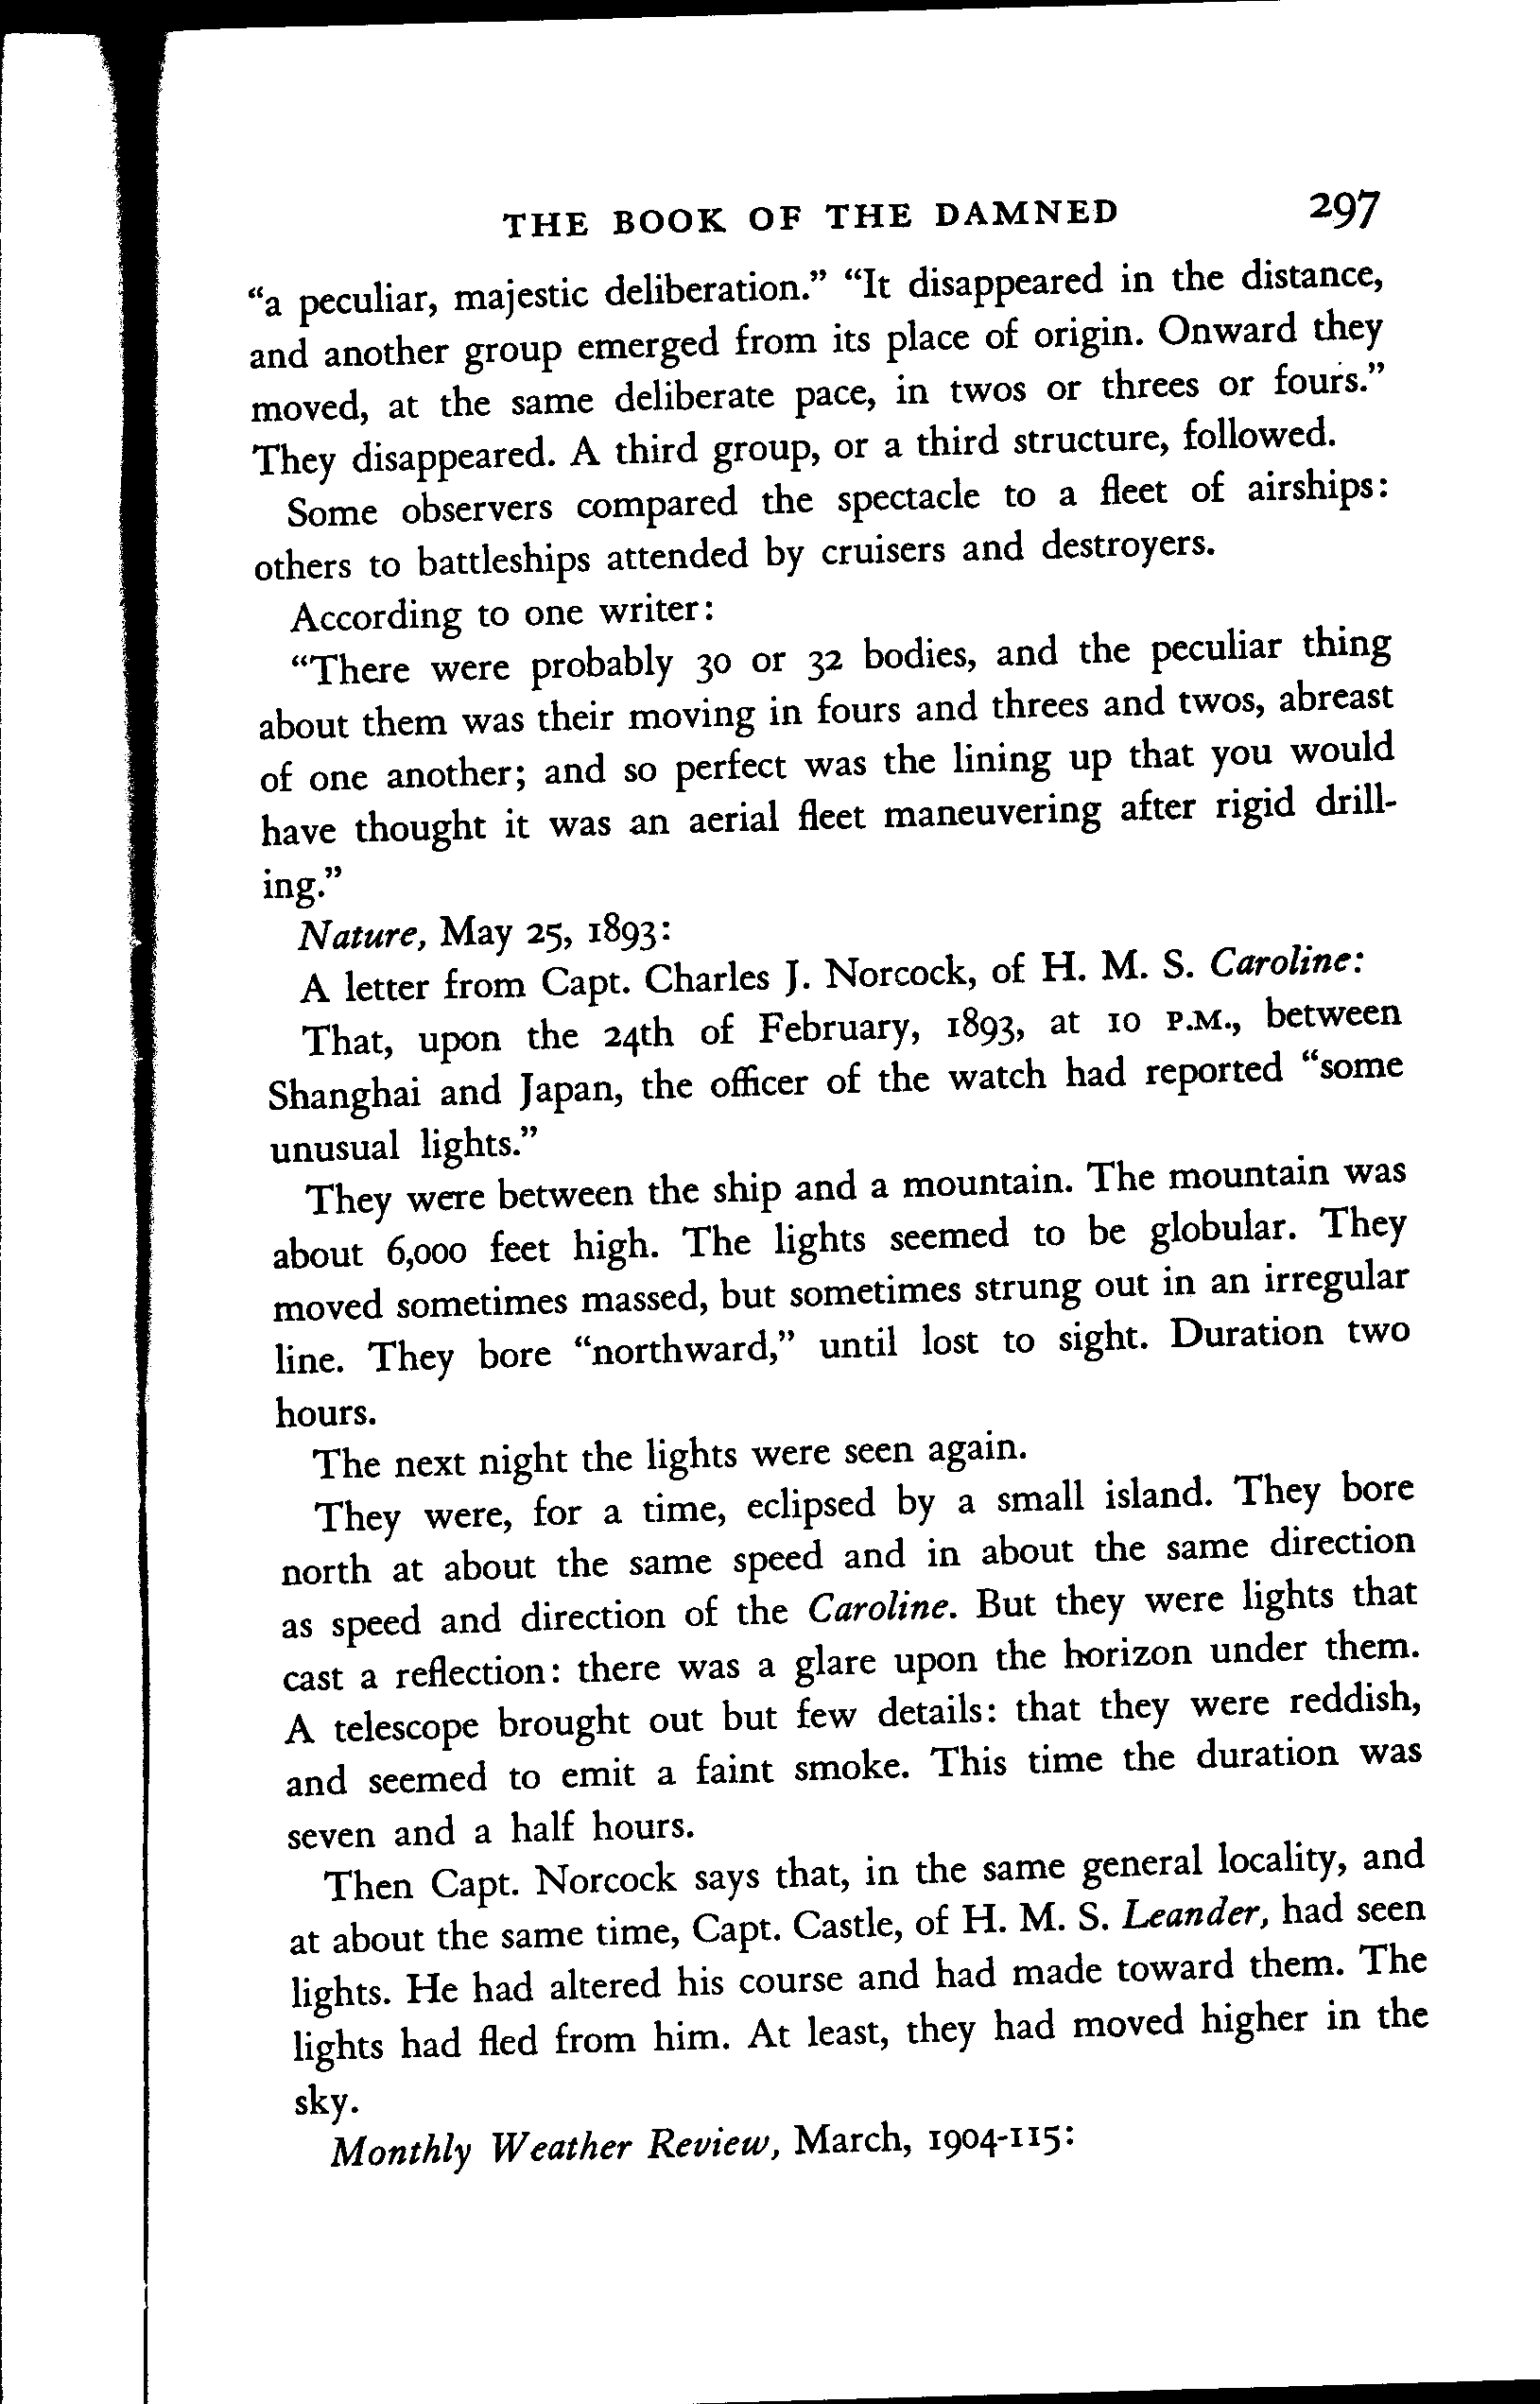 THE BOOK OF THE DAMNED 297
“a peculiar, majestic deliberation.” “It disappeared in the distance,
and another group emerged from its place of origin. Onward they
moved, at the same deliberate pace, in twos or threes or fours.”
They disappeared. A third group, or a third structure, followed.
Some observers compared the spectacle to a fleet of airships:
others to battleships attended by cruisers and destroyers.
According to one writer:
“There were probably 30 or 32 bodies, and the peculiar thing
about them was their moving in fours and threes and twos, abreast
of one another; and so perfect was the lining up that you would
have thought it was an aerial fleet maneuvering after rigid drill-
ing.”
Nature, May 25, 1893:
A letter from Capt. Charles J. Norcock, of H. M. S. Caroline:
That, upon the 24th of February, 1893, at 10 P.M., between
Shanghai and Japan, the officer of the watch had reported “some
unusual lights.”
They were between the ship and a mountain. The mountain was
about 6,000 feet high. The lights seemed to be globular. They
moved sometimes massed, but sometimes strung out in an irregular
line. They bore “northward,” until lost to sight. Duration two
hours.
The next night the lights were seen again.
They were, for a time, eclipsed by a small island. They bore
north at about the same speed and in about the same direction
as speed and direction of the Caroline. But they were lights that
cast a reflection: there was a glare upon the horizon under them.
A telescope brought out but few details: that they were reddish,
and seemed to emit a faint smoke. This time the duration was
seven and a half hours.
Then Capt. Norcock says that, in the same general locality, and
at about the same time, Capt. Castle, of H. M. S. Leander, had seen
lights. He had altered his course and had made toward them. The
lights had fled from him. At least, they had moved higher in the
sky.
Monthly Weather Review, March, 1904-115: